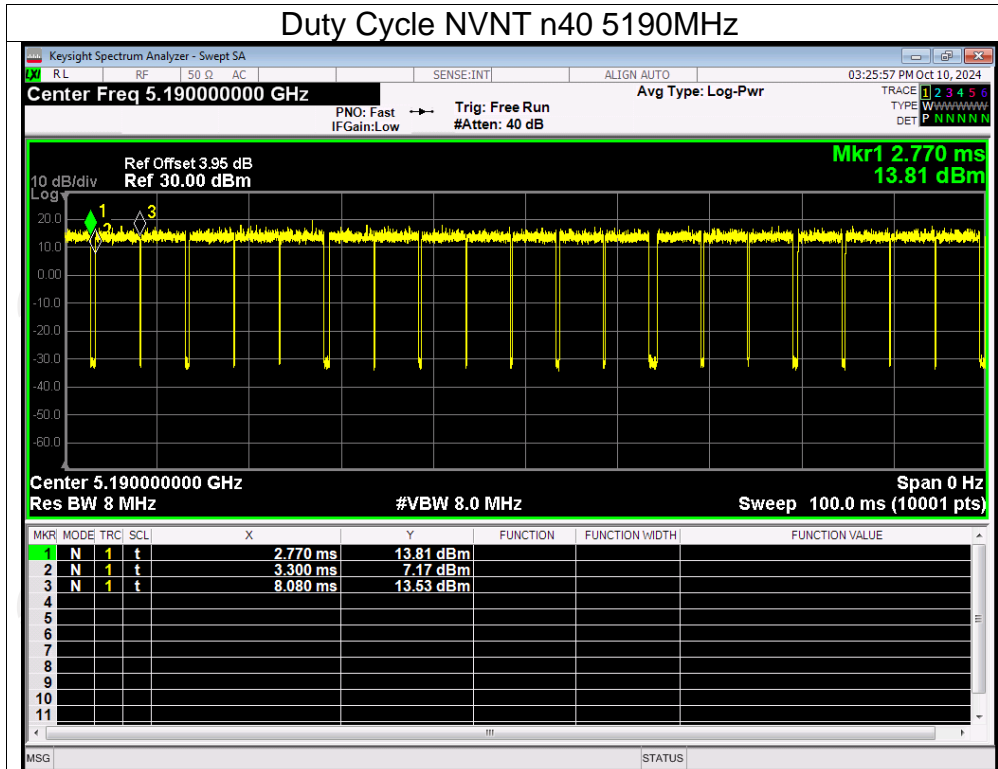 Duty Cycle NVNT n40 5190MHz
Keysight Spectrum Analyzer - Swept SA
LXI RL RF 50 Ω AC SENSE:INT ALIGN AUTO 03:25:57 PM Oct 10, 2024
Center Freq 5.190000000 GHz Avg Type: Log-Pwr TRACE 1 2 3 4 5 6
PNO: Fast Trig: Free Run TYPE WWWWWW
IFGain:Low #Atten: 40 dB DET P N N N N N
Ref Offset 3.95 dB Mkr1 2.770 ms
10 dB/div Ref 30.00 dBm 13.81 dBm
Log
1 3
20.0
2
10.0
0.00
-10.0
-20.0
-30.0
-40.0
-50.0
-60.0
Center 5.190000000 GHz Span 0 Hz
Res BW 8 MHz #VBW 8.0 MHz Sweep 100.0 ms (10001 pts)
MKR MODE TRC SCL X Y FUNCTION FUNCTION WIDTH FUNCTION VALUE
1 N 1 t 2.770 ms 13.81 dBm
2 N 1 t 3.300 ms 7.17 dBm
3 N 1 t 8.080 ms 13.53 dBm
4
5
6
7
8
9
10
11
MSG STATUS